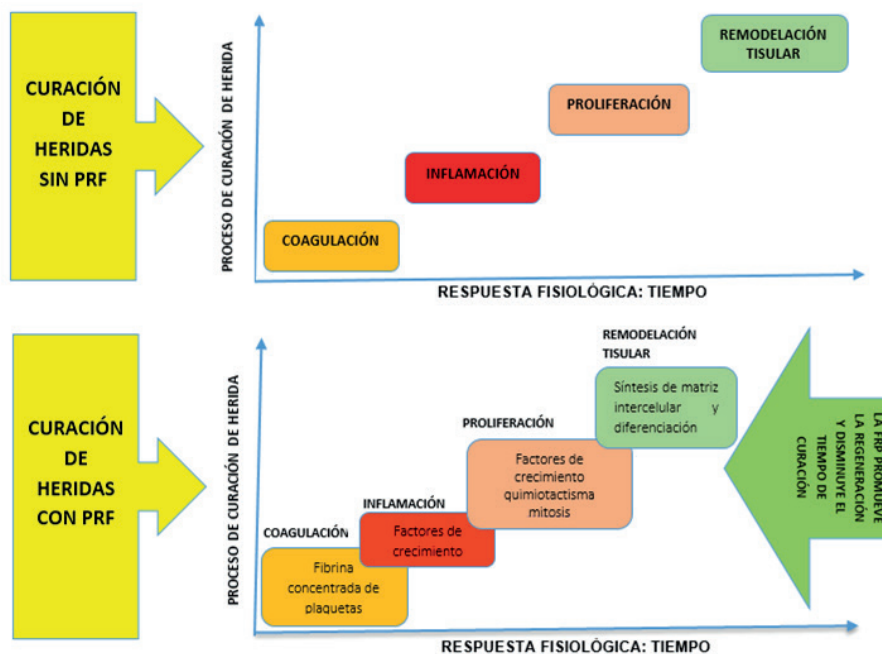 CURACIÓN
DE
HERIDAS
SIN PRF
PROCESO DE CURACIÓN DE HERIDA
COAGULACIÓN
INFLAMACIÓN
PROLIFERACIÓN
REMODELACIÓN
TISULAR
RESPUESTA FISIOLÓGICA: TIEMPO
CURACIÓN
DE
HERIDAS
CON PRF
PROCESO DE CURACIÓN DE HERIDA
COAGULACIÓN
Fibrina
concentrada de
plaquetas
INFLAMACIÓN
Factores de
crecimiento
PROLIFERACIÓN
Factores de
crecimiento
quimiotactisma
mitosis
REMODELACIÓN
TISULAR
Síntesis de matriz
intercelular y
diferenciación
RESPUESTA FISIOLÓGICA: TIEMPO
LA FRP PROMUEVE
LA REGENERACIÓN
Y DISMINUYE EL
TIEMPO DE
CURACIÓN